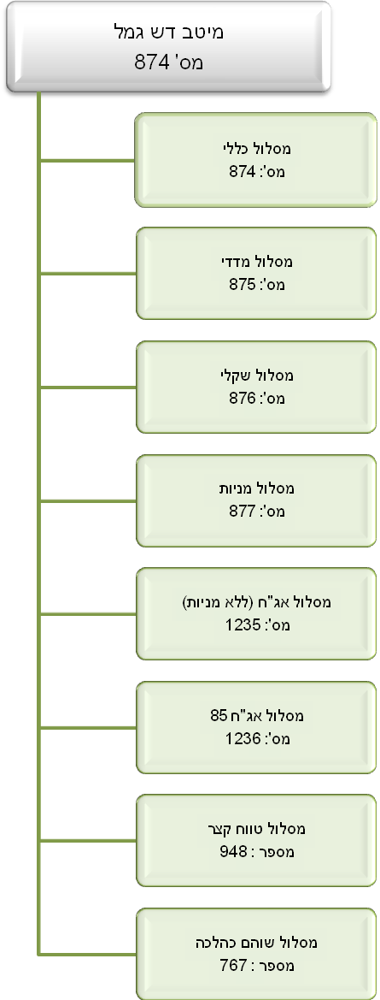 מיטב דש גמל
מס' 874
מסלול כללי
מס': 874
מסלול מדדי
מס': 875
מסלול שקלי
מס': 876
מסלול מניות
מס': 877
מסלול אג"ח (ללא מניות)
מס': 1235
מסלול אג"ח 85
מס': 1236
מסלול טווח קצר
מספר : 948
מסלול שוהם כהלכה
מספר : 767